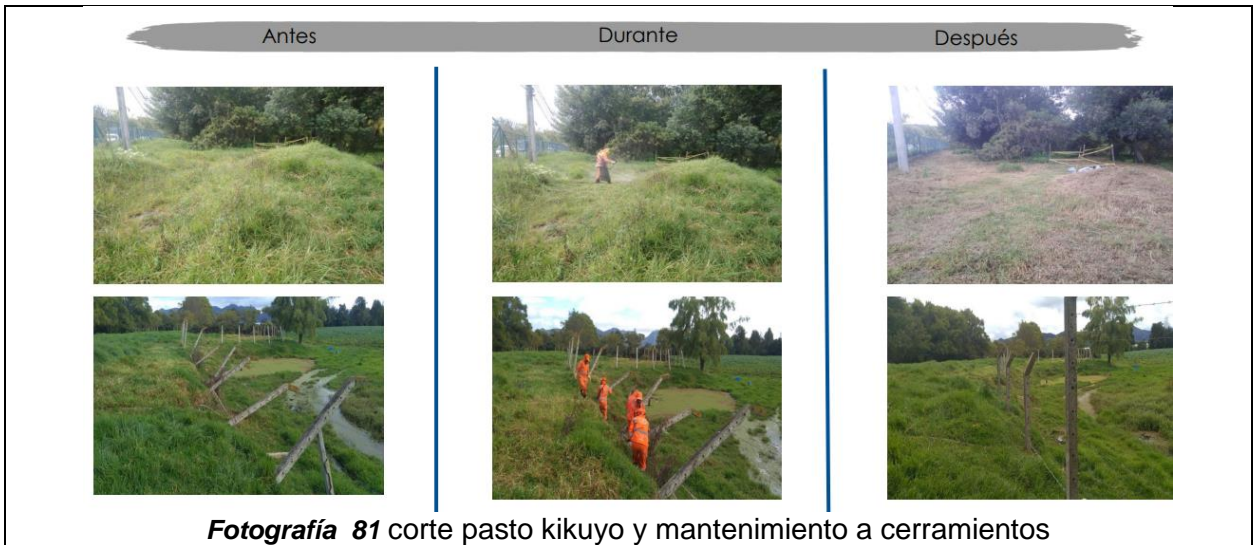 Antes
Durante
Después
Fotografía 81 corte pasto kikuyo y mantenimiento a cerramientos